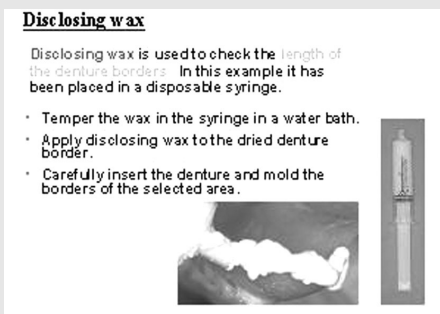 Disclosing wax
Disclosing wax is used to check the length of
the denture borders. In this example it has
been placed in a disposable syringe.
• Temper the wax in the syringe in a water bath.
• Apply disclosing wax to the dried denture
border.
• Carefully insert the denture and mold the
borders of the selected area.